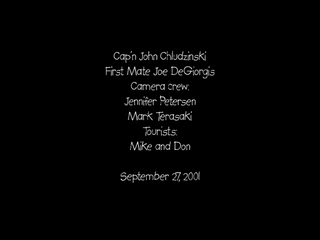 Cap'n John Chludzinski
First Mate Joe DeGiorgis
Camera crew:
Jennifer Petersen
Mark Terasaki
Tourists:
Mike and Don
September 27, 2001